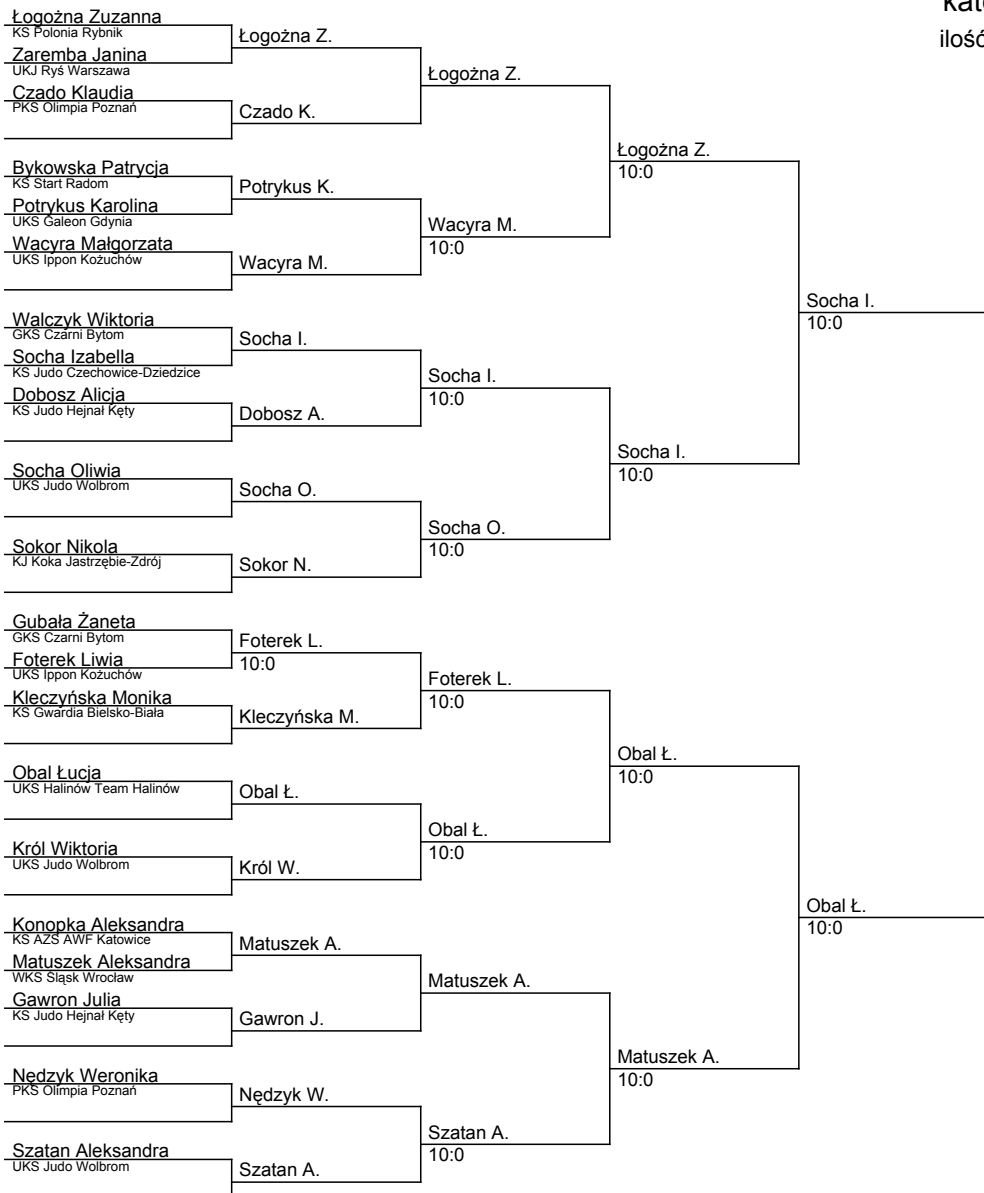 Łogożna Zuzanna
KS Polonia Rybnik
Zaremba Janina
UKJ Ryś Warszawa
Czado Klaudia
PKS Olimpia Poznań
Bykowska Patrycja
KS Start Radom
Potrykus Karolina
UKS Galeon Gdynia
Wacyra Małgorzata
UKS Ippon Kożuchów
Walczyk Wiktoria
GKS Czarni Bytom
Socha Izabella
KS Judo Czechowice-Dziedzice
Dobosz Alicja
KS Judo Hejnał Kęty
Socha Oliwia
UKS Judo Wolbrom
Sokor Nikola
KJ Koka Jastrzębie-Zdrój
Gubała Żaneta
GKS Czarni Bytom
Foterek Liwia
UKS Ippon Kożuchów
Kleczyńska Monika
KS Gwardia Bielsko-Biała
Obal Łucja
UKS Halinów Team Halinów
Król Wiktoria
UKS Judo Wolbrom
Konopka Aleksandra
KS AZS AWF Katowice
Matuszek Aleksandra
WKS Śląsk Wrocław
Gawron Julia
KS Judo Hejnał Kęty
Nędzyk Weronika
PKS Olimpia Poznań
Szatan Aleksandra
UKS Judo Wolbrom
Łogożna Z.
Czado K.
Potrykus K.
Wacyra M.
Socha I.
Dobosz A.
Socha O.
Sokor N.
Foterek L.
10:0
Kleczyńska M.
Obal Ł.
Król W.
Matuszek A.
Gawron J.
Nędzyk W.
Szatan A.
Łogożna Z.
Wacyra M.
10:0
Socha I.
10:0
Socha O.
10:0
Foterek L.
10:0
Obal Ł.
10:0
Matuszek A.
Szatan A.
10:0
Łogożna Z.
10:0
Socha I.
10:0
Obal Ł.
10:0
Matuszek A.
10:0
Socha I.
10:0
Obal Ł.
10:0
ilość